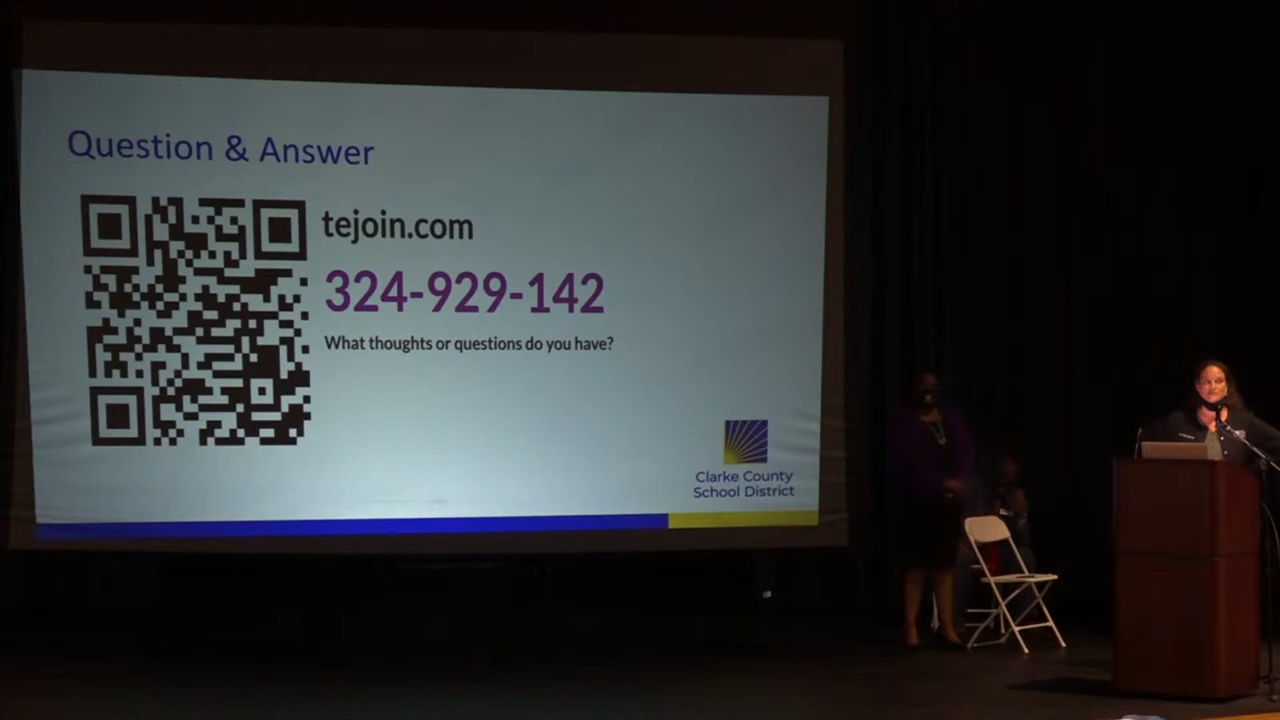 Question & Answer
tejoin.com
324-929-142
What thoughts or questions do you have?
Clarke County
School District